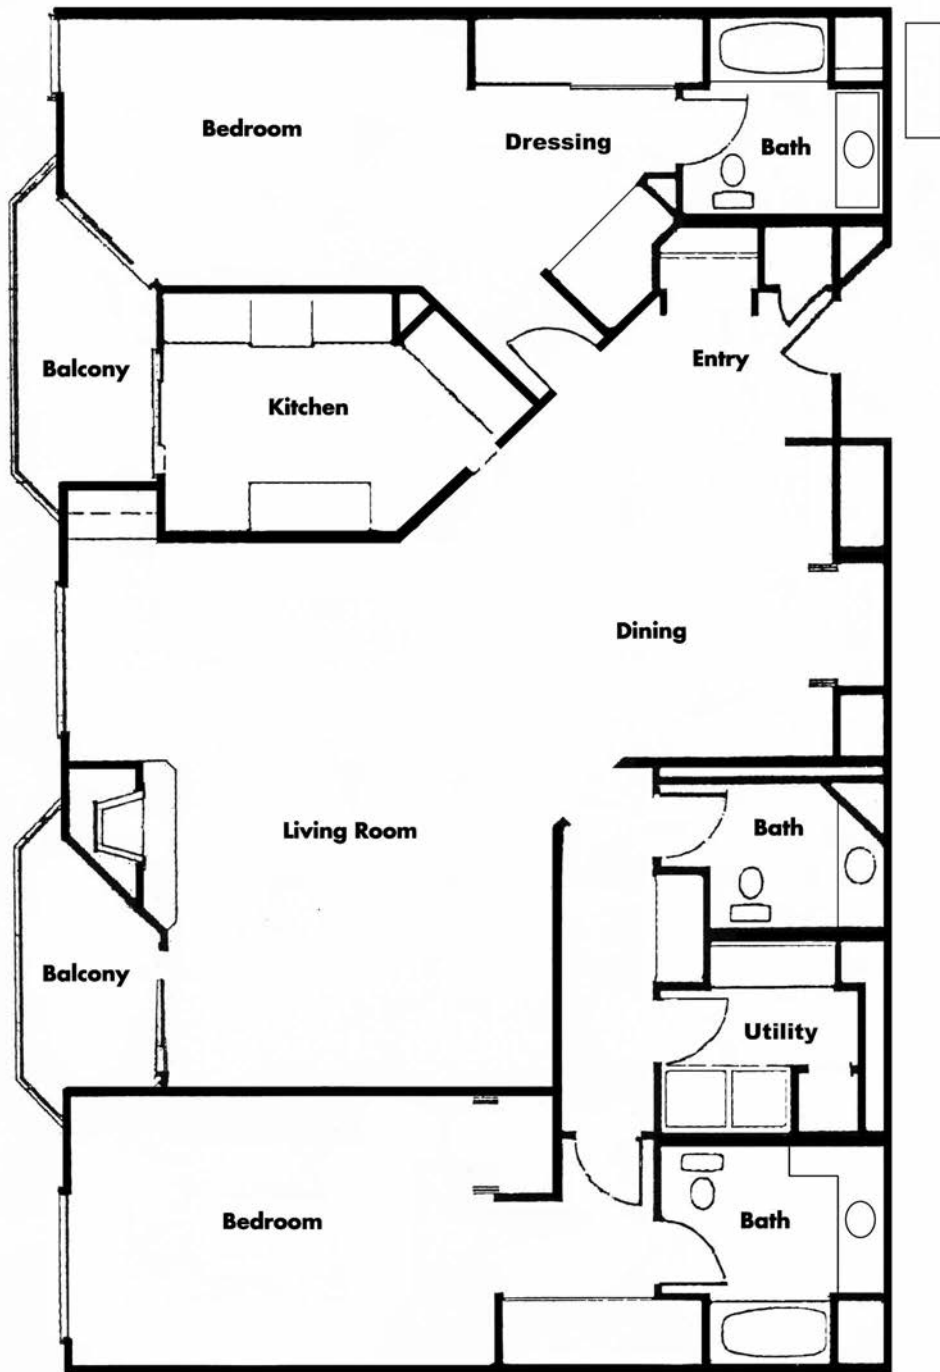 Bedroom
Dressing
Bath
Balcony
Entry
Kitchen
Dining
Living Room
Bath
Balcony
Utility
Bedroom
Bath